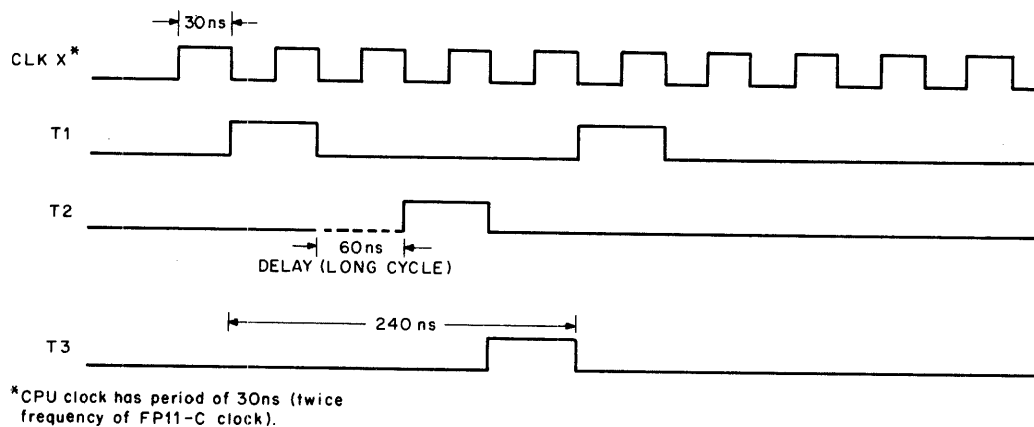 30ns
CLK X*
T1
T2
60ns
DELAY (LONG CYCLE)
240 ns
T3
*CPU clock has period of 30ns (twice
frequency of FP11-C clock).